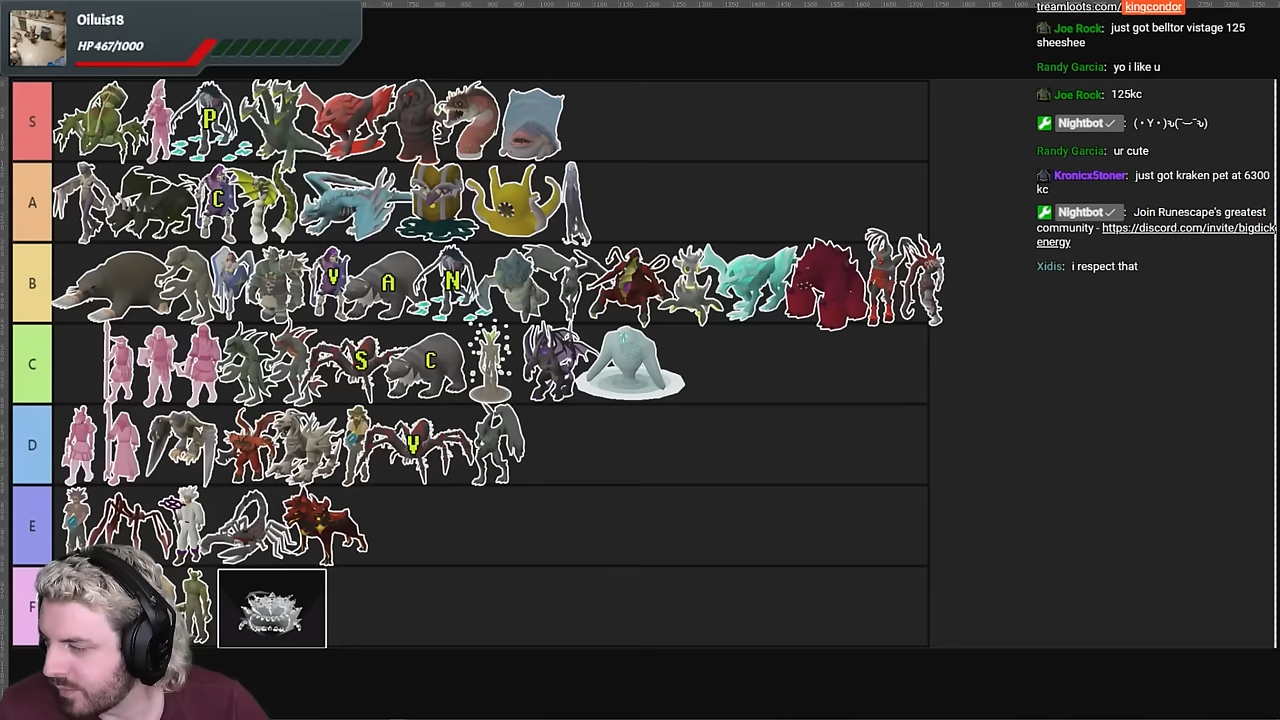 Oiluis18
HP 467/1000
treamloots.com/kingcondor
Joe Rock: just got belltor vistage 125
sheeshee
Randy Garcia: yo i like u
Joe Rock: 125kc
Nightbot ✓ :
Randy Garcia: ur cute
Kronicx5toner: just got kraken pet at 6300
kc
Nightbot ✓ : Join Runescape's greatest
community - https://discord.com/invite/bigdick
energy
Xidis: i respect that
S
P
A
C
B
V
A
N
C
S
C
D
V
E
F